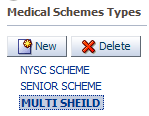 Medical Schemes Types
New Delete
NYSC SCHEME
SENIOR SCHEME
MULTI SHEILD